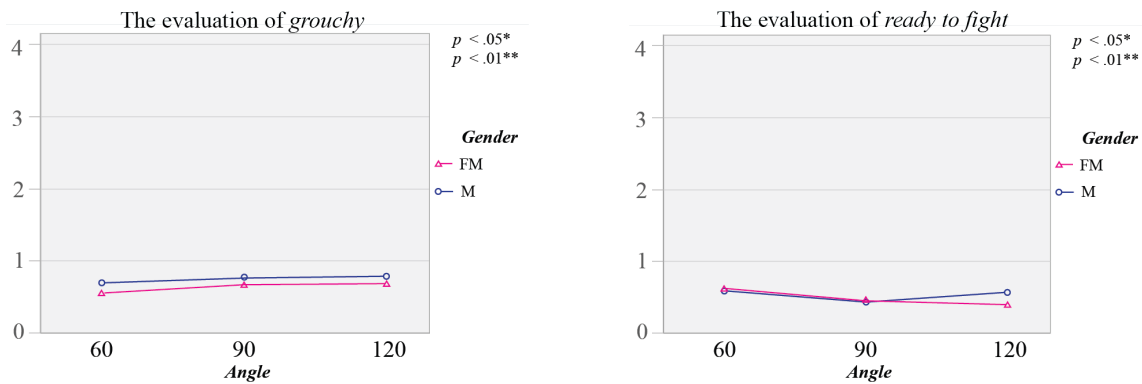 The evaluation of grouchy
p < .05*
p < .01**
4
3
2
1
0
Gender
FM
M
60 90 120
Angle
The evaluation of ready to fight
p < .05*
p < .01**
4
3
2
1
0
Gender
FM
M
60 90 120
Angle